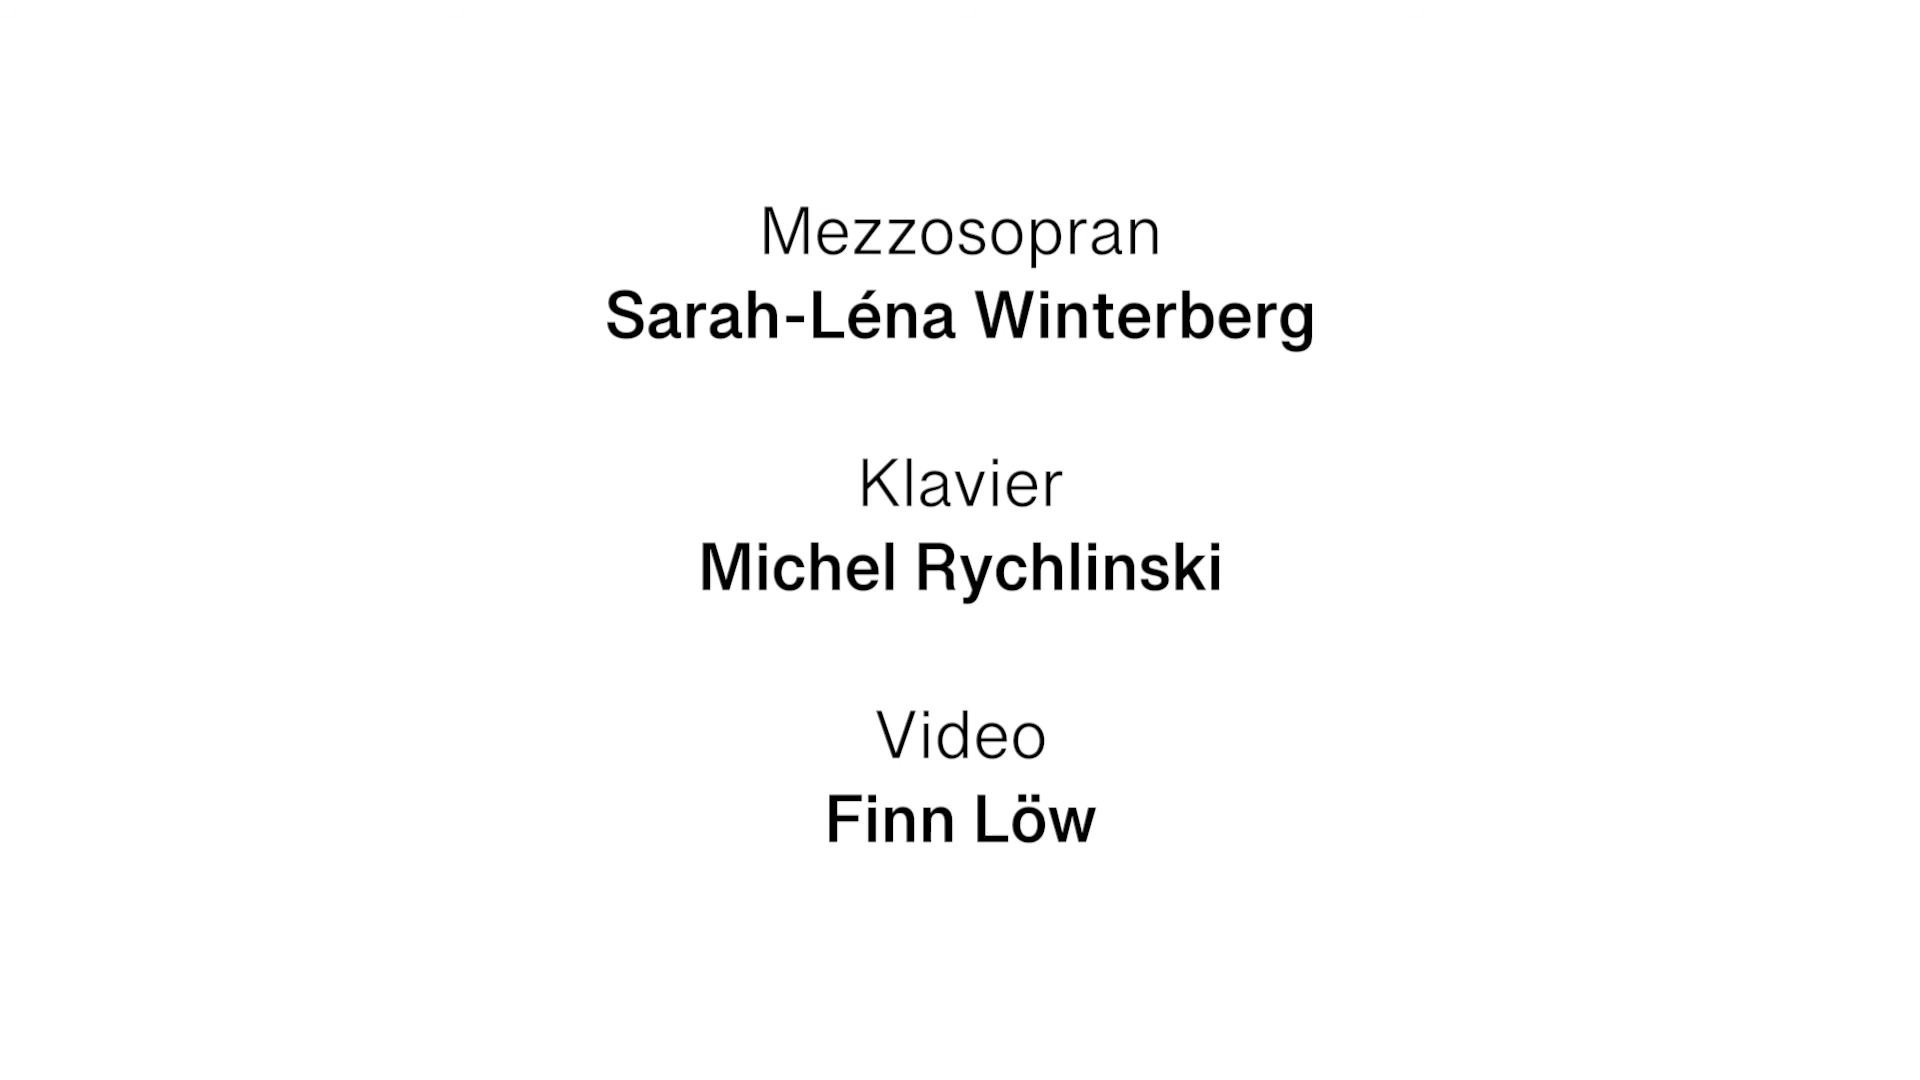 Mezzosopran
Sarah-Léna Winterberg
Klavier
Michel Rychlinski
Video
Finn Löw